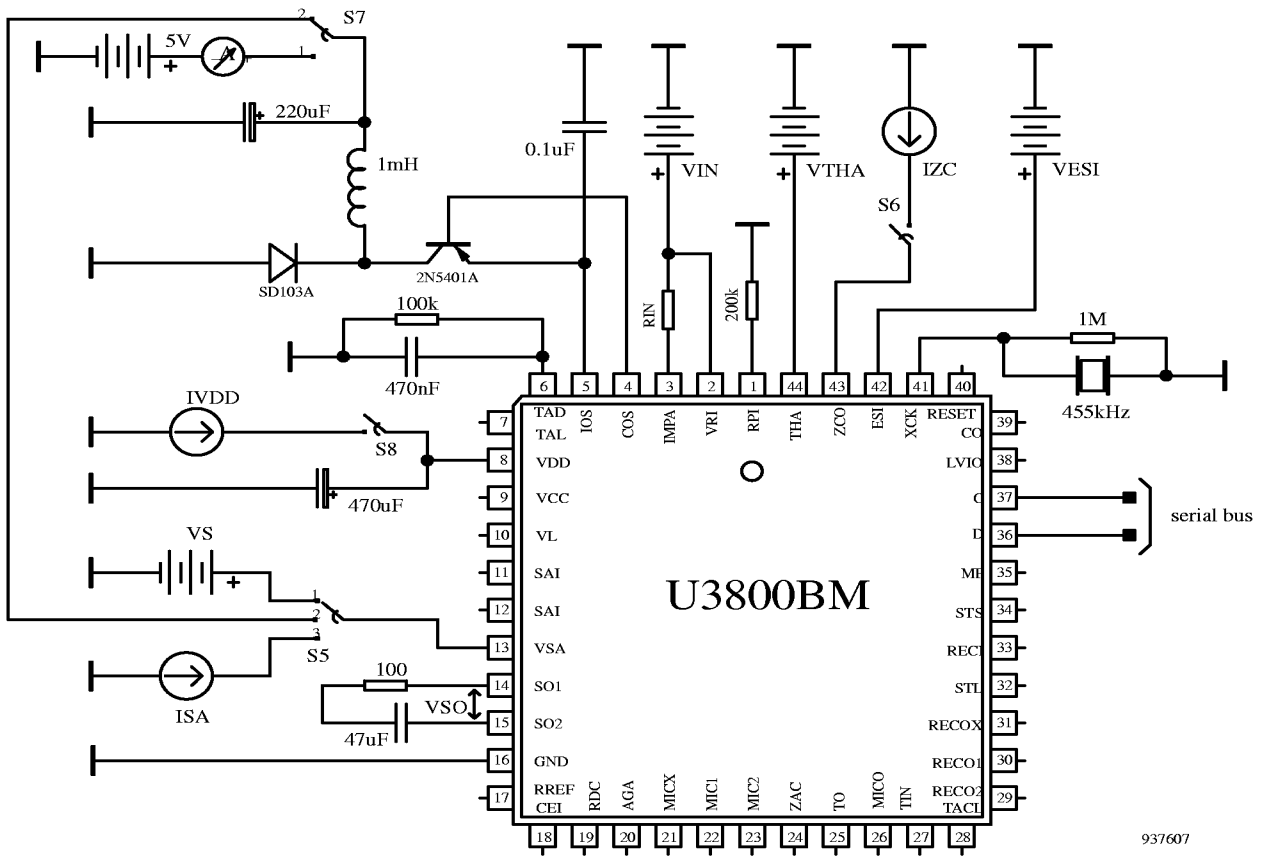 2 S7
5V
+ A 1
220uF
+
1mH
0.1uF
VIN
+
VTHA
+
IZC
VESI
+
S6
SD103A
2N5401A
100k
470nF
RIN
200k
1M
455kHz
IVDD
S8
470uF
+
VS
+
1
2
3
S5
ISA
100
VSO
47uF
6 5 4 3 2 1 44 43 42 41 40
TAD IOS COS IMPA VRI RPI THA ZCO ESI XCK RESET
7 TAL
8 VDD
9 VCC
10 VL
11 SAI
12 SAI
13 VSA
14 SO1
15 SO2
16 GND
17 RREF
CO 39
LVIO 38
C 37
D 36
serial bus
MF 35
STS 34
RECI 33
STL 32
RECOX 31
RECO1 30
RECO2 29
U3800BM
CEI RDC AGA MICX MIC1 MIC2 ZAC TO MICO TIN TACL
18 19 20 21 22 23 24 25 26 27 28
937607